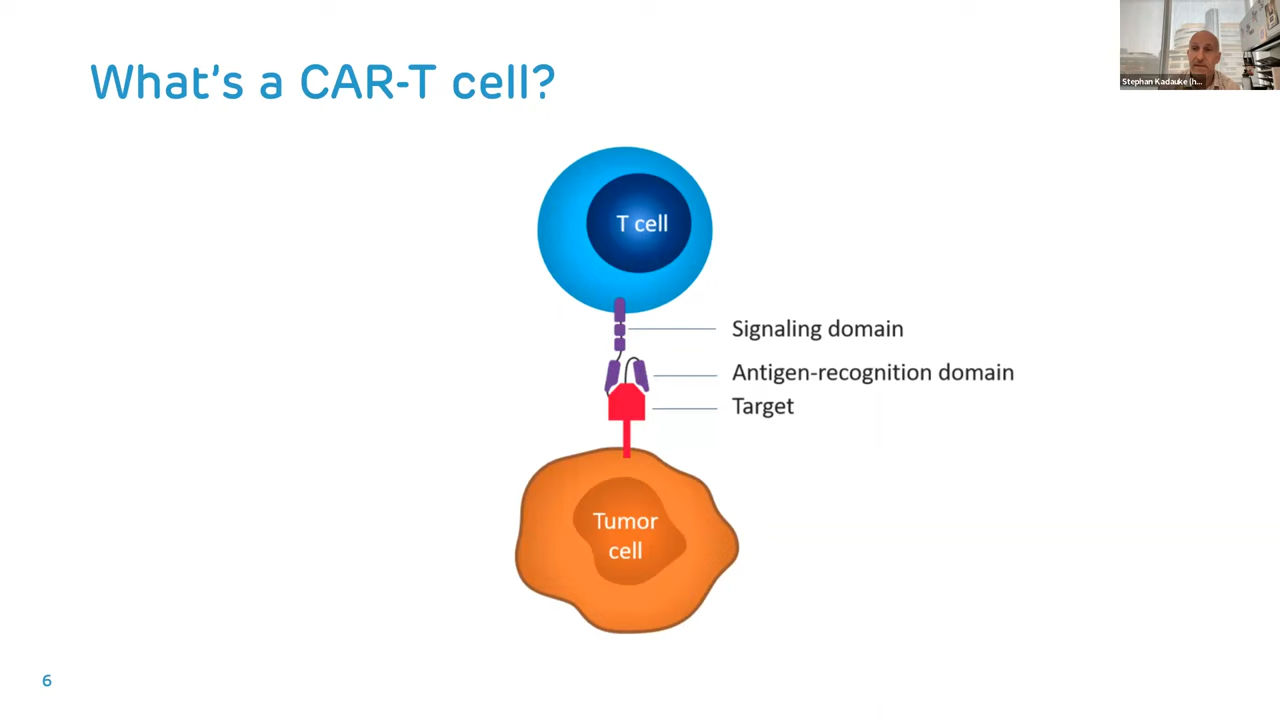 What's a CAR-T cell?
Stephan Kadauke (h...
T cell
Signaling domain
Antigen-recognition domain
Target
Tumor
cell
6